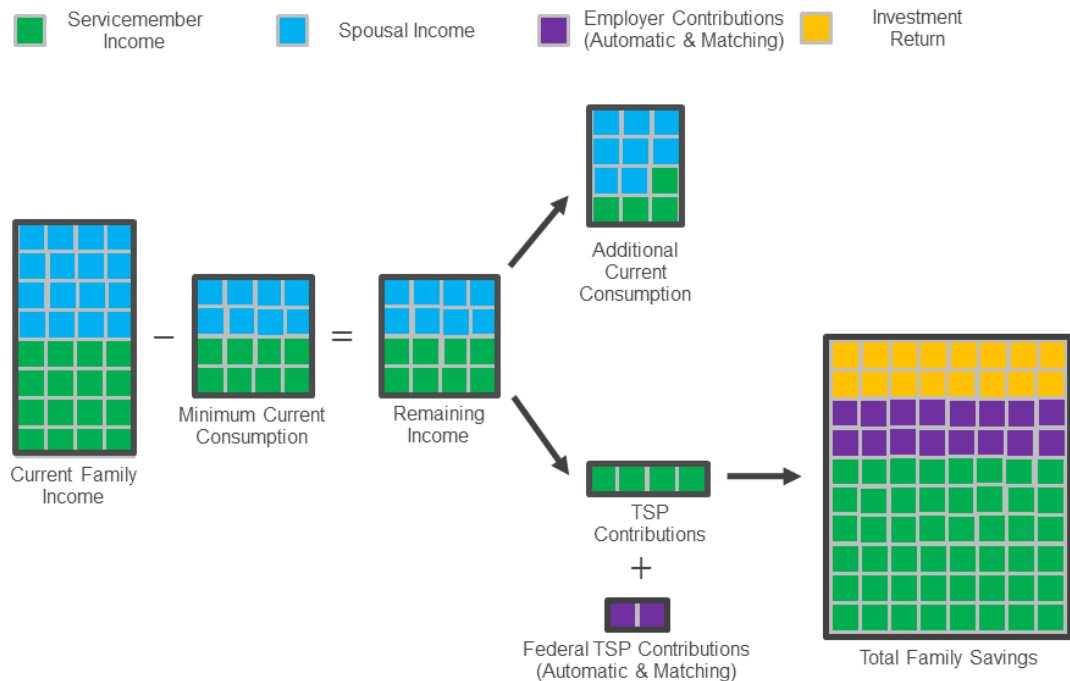 Servicemember
Income
Spousal Income
Employer Contributions
(Automatic & Matching)
Investment
Return
Additional
Current
Consumption
−
=
Current Family
Income
Minimum Current
Consumption
Remaining
Income
TSP
Contributions
+
Federal TSP Contributions
(Automatic & Matching)
Total Family Savings